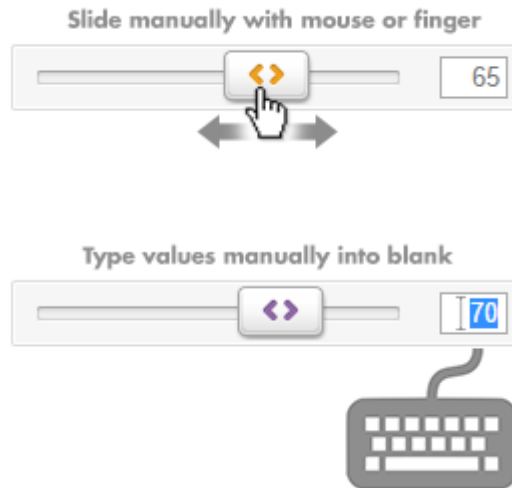 Slide manually with mouse or finger
65
Type values manually into blank
70